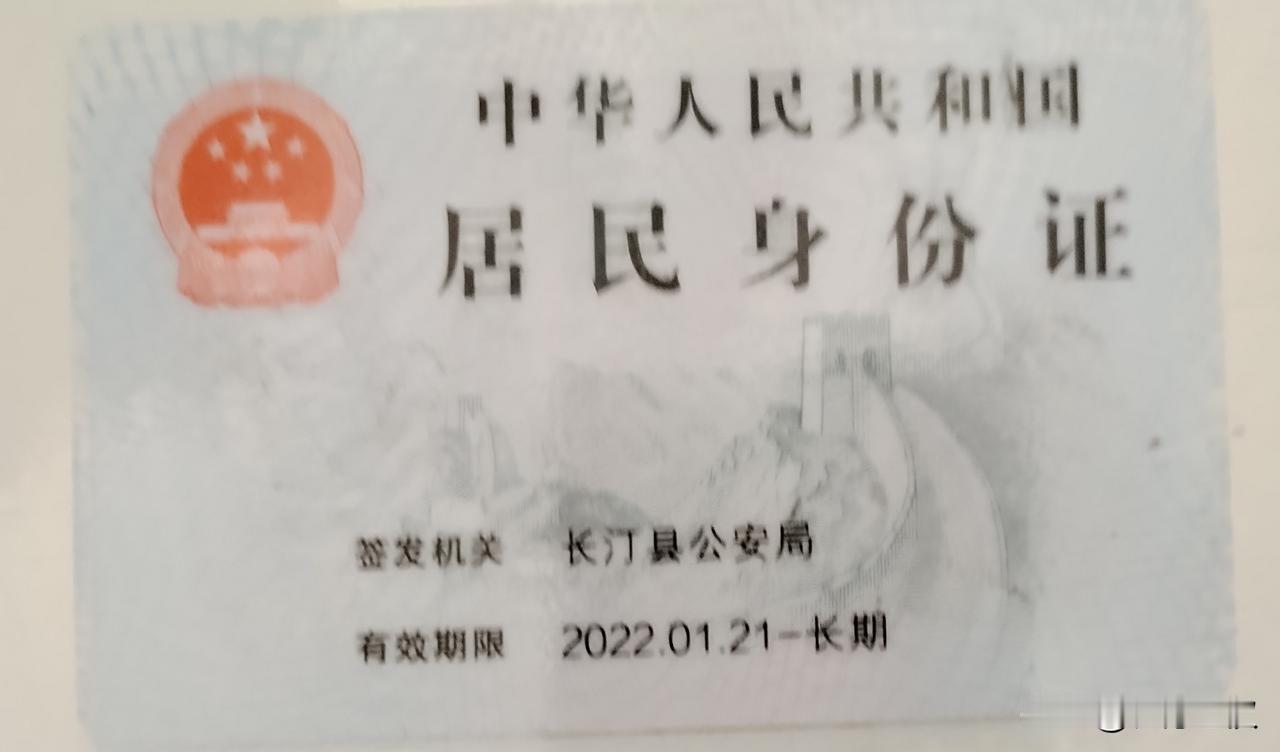 中华人民共和国
居民身份证
签发机关 长汀县公安局
有效期限 2022.01.21-长期